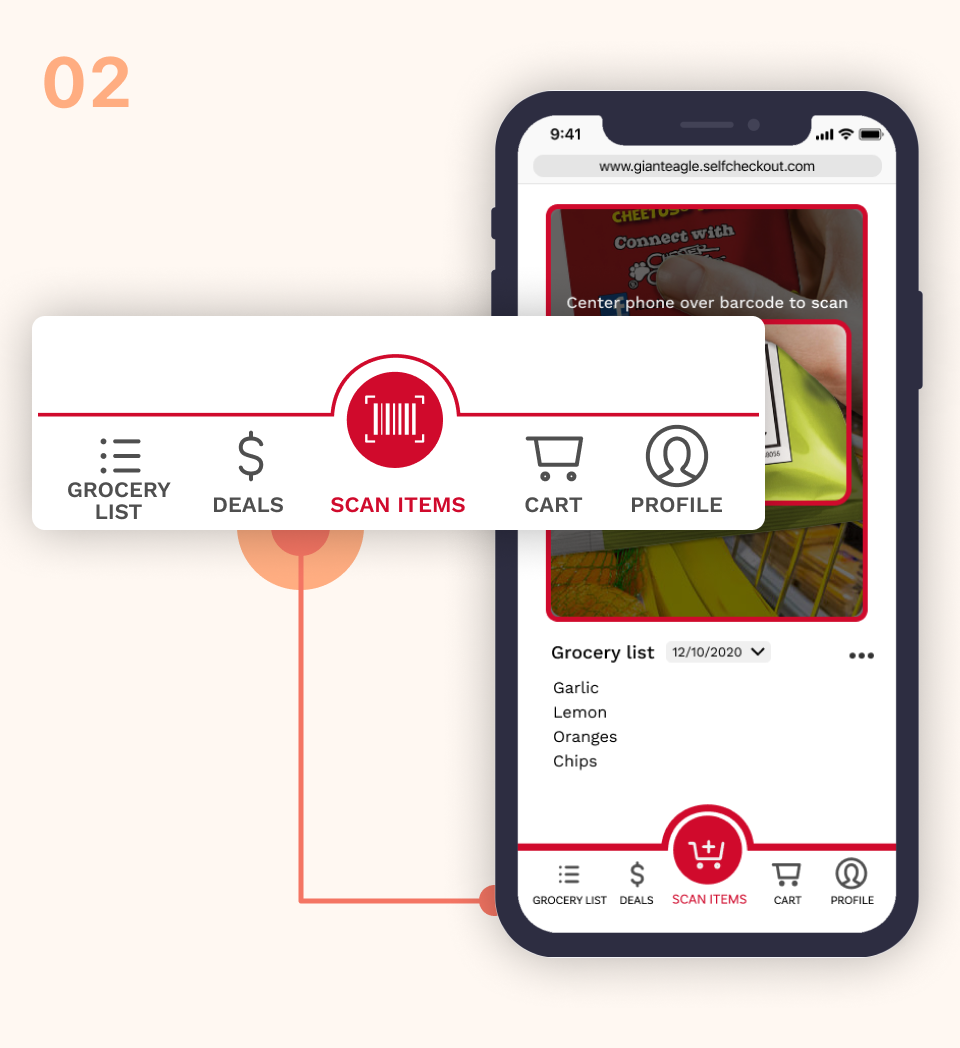 02
9:41
www.gianteagle.selfcheckout.com
CHEETOS
Connect with
CHESTER
Center phone over barcode to scan
GROCERY
LIST
DEALS
SCAN ITEMS
CART
PROFILE
Grocery list
12/10/2020
Garlic
Lemon
Oranges
Chips
GROCERY LIST
DEALS
SCAN ITEMS
CART
PROFILE